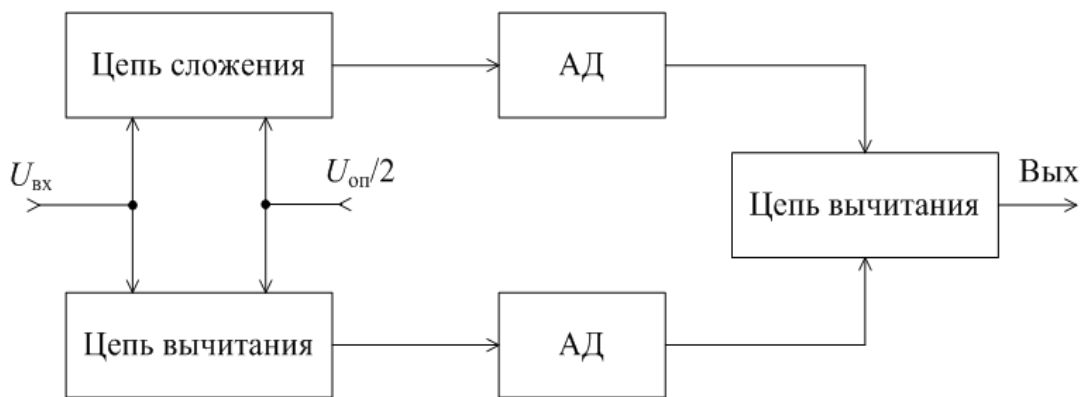 Цепь сложения
АД
U_вх
U_оп/2
Цепь вычитания
Вых
Цепь вычитания
АД